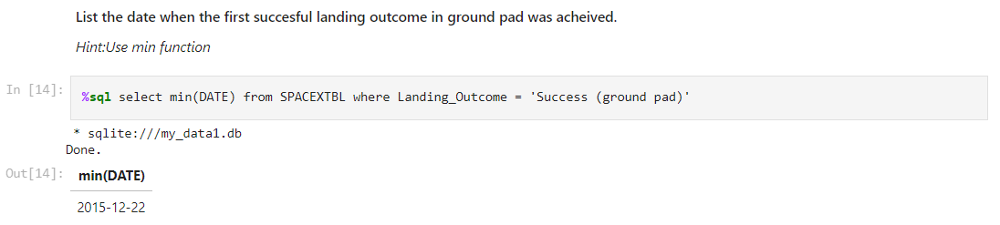 List the date when the first succesful landing outcome in ground pad was acheived.
Hint:Use min function
In [14]: %sql select min(DATE) from SPACEXTBL where Landing_Outcome = 'Success (ground pad)'
* sqlite:///my_data1.db
Done.
Out[14]: min(DATE)
2015-12-22